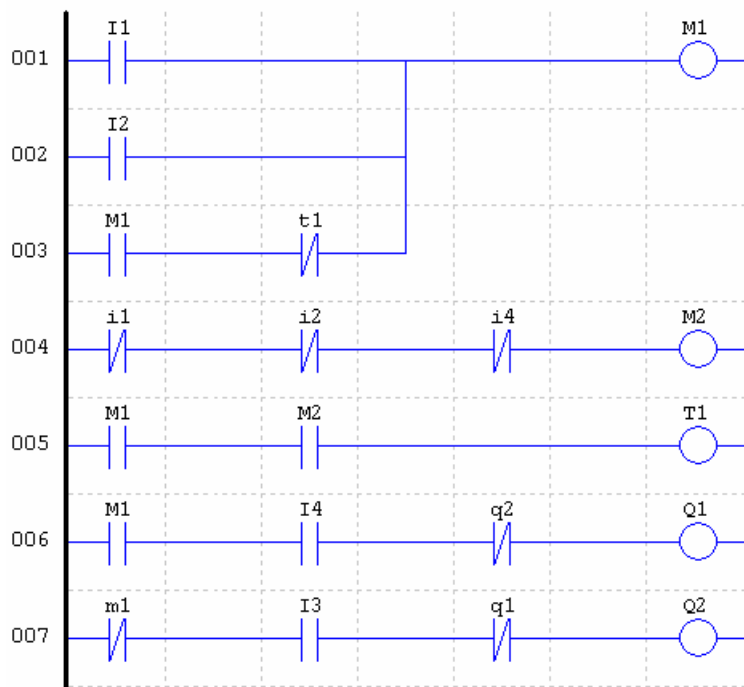 I1 M1
001
I2
002
M1 t1
003
i1 i2 i4 M2
004
M1 M2 T1
005
M1 I4 q2 Q1
006
m1 I3 q1 Q2
007